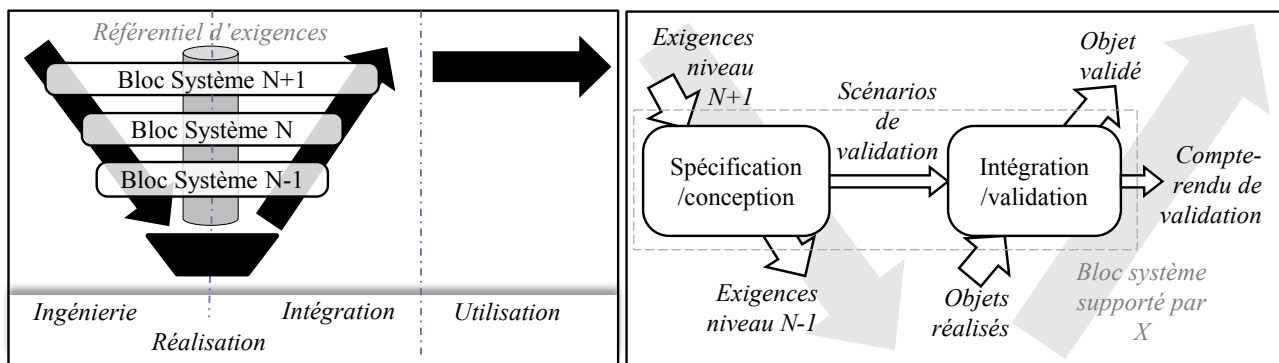 Référentiel d’exigences
Bloc Système N+1
Bloc Système N
Bloc Système N-1
Ingénierie
Intégration
Utilisation
Réalisation
Exigences
niveau
N+1
Scénarios
de
validation
Objet
validé
Spécification
/conception
Intégration
/validation
Compte-
rendu de
validation
Exigences
niveau N-1
Objets
réalisés
Bloc système
supporté par
X